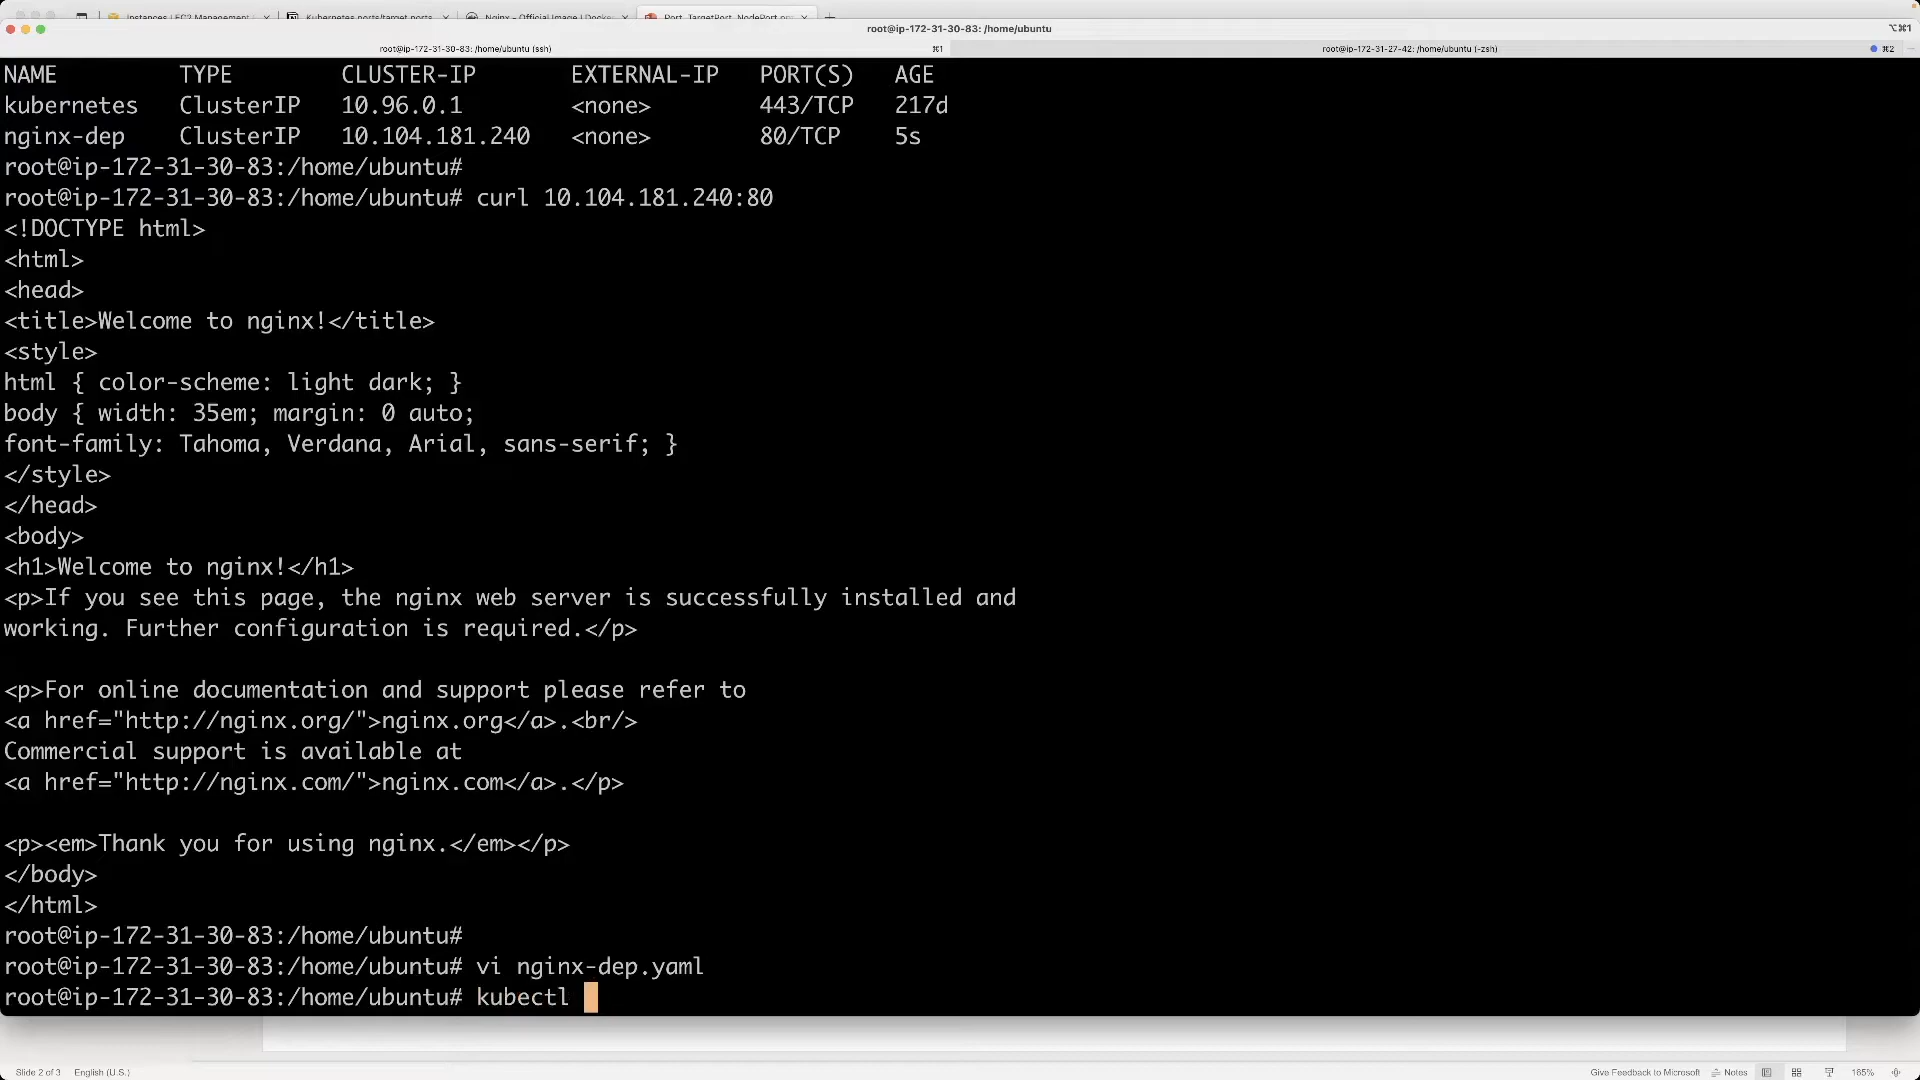 Instances | EC2 Management
Kubernetes ports/target ports
Nginx - Official Image | Docker
Port, TargetPort, NodePort
root@ip-172-31-30-83: /home/ubuntu
⌥⌘1
root@ip-172-31-30-83: /home/ubuntu (ssh)
⌘1
root@ip-172-31-27-42: /home/ubuntu (-zsh)
⌘2
NAME TYPE CLUSTER-IP EXTERNAL-IP PORT(S) AGE
kubernetes ClusterIP 10.96.0.1 <none> 443/TCP 217d
nginx-dep ClusterIP 10.104.181.240 <none> 80/TCP 5s
root@ip-172-31-30-83:/home/ubuntu#
root@ip-172-31-30-83:/home/ubuntu# curl 10.104.181.240:80
<!DOCTYPE html>
<html>
<head>
<title>Welcome to nginx!</title>
<style>
html { color-scheme: light dark; }
body { width: 35em; margin: 0 auto;
font-family: Tahoma, Verdana, Arial, sans-serif; }
</style>
</head>
<body>
<h1>Welcome to nginx!</h1>
<p>If you see this page, the nginx web server is successfully installed and
working. Further configuration is required.</p>
<p>For online documentation and support please refer to
<a href="http://nginx.org/">nginx.org</a>.<br/>
Commercial support is available at
<a href="http://nginx.com/">nginx.com</a>.</p>
<p><em>Thank you for using nginx.</em></p>
</body>
</html>
root@ip-172-31-30-83:/home/ubuntu#
root@ip-172-31-30-83:/home/ubuntu# vi nginx-dep.yaml
root@ip-172-31-30-83:/home/ubuntu# kubectl
Slide 2 of 3 English (U.S.)
Give Feedback to Microsoft Notes 165%